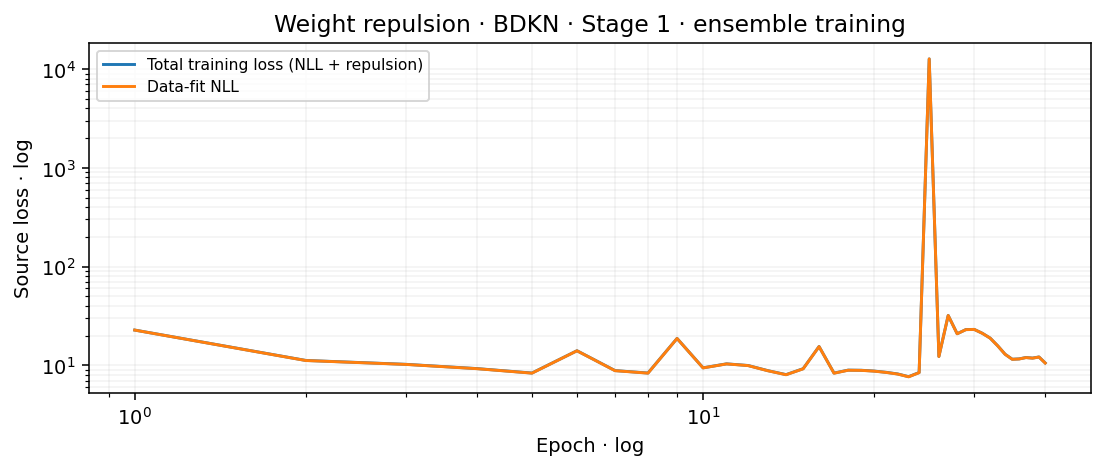 Weight repulsion · BDKN · Stage 1 · ensemble training
Total training loss (NLL + repulsion)
Data-fit NLL
Source loss · log
10⁴
10³
10²
10¹
10⁰
10¹
Epoch · log